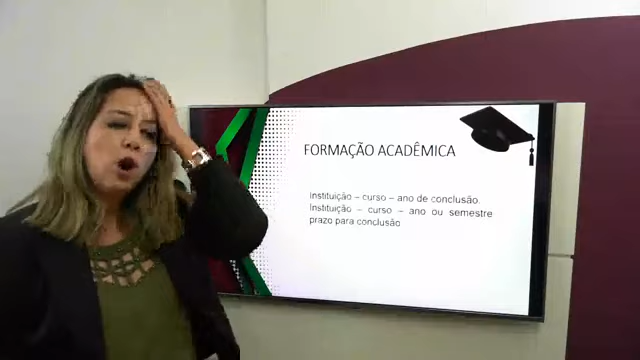 FORMAÇÃO ACADÊMICA
Instituição – curso – ano de conclusão.
Instituição – curso – ano ou semestre
prazo para conclusão